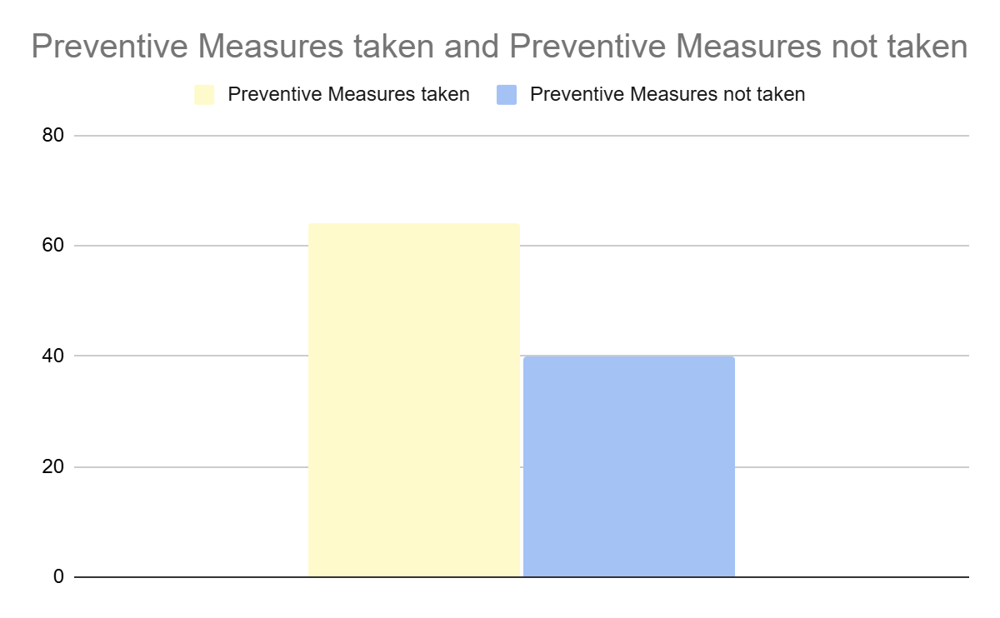 Preventive Measures taken and Preventive Measures not taken
Preventive Measures taken Preventive Measures not taken
80
60
40
20
0